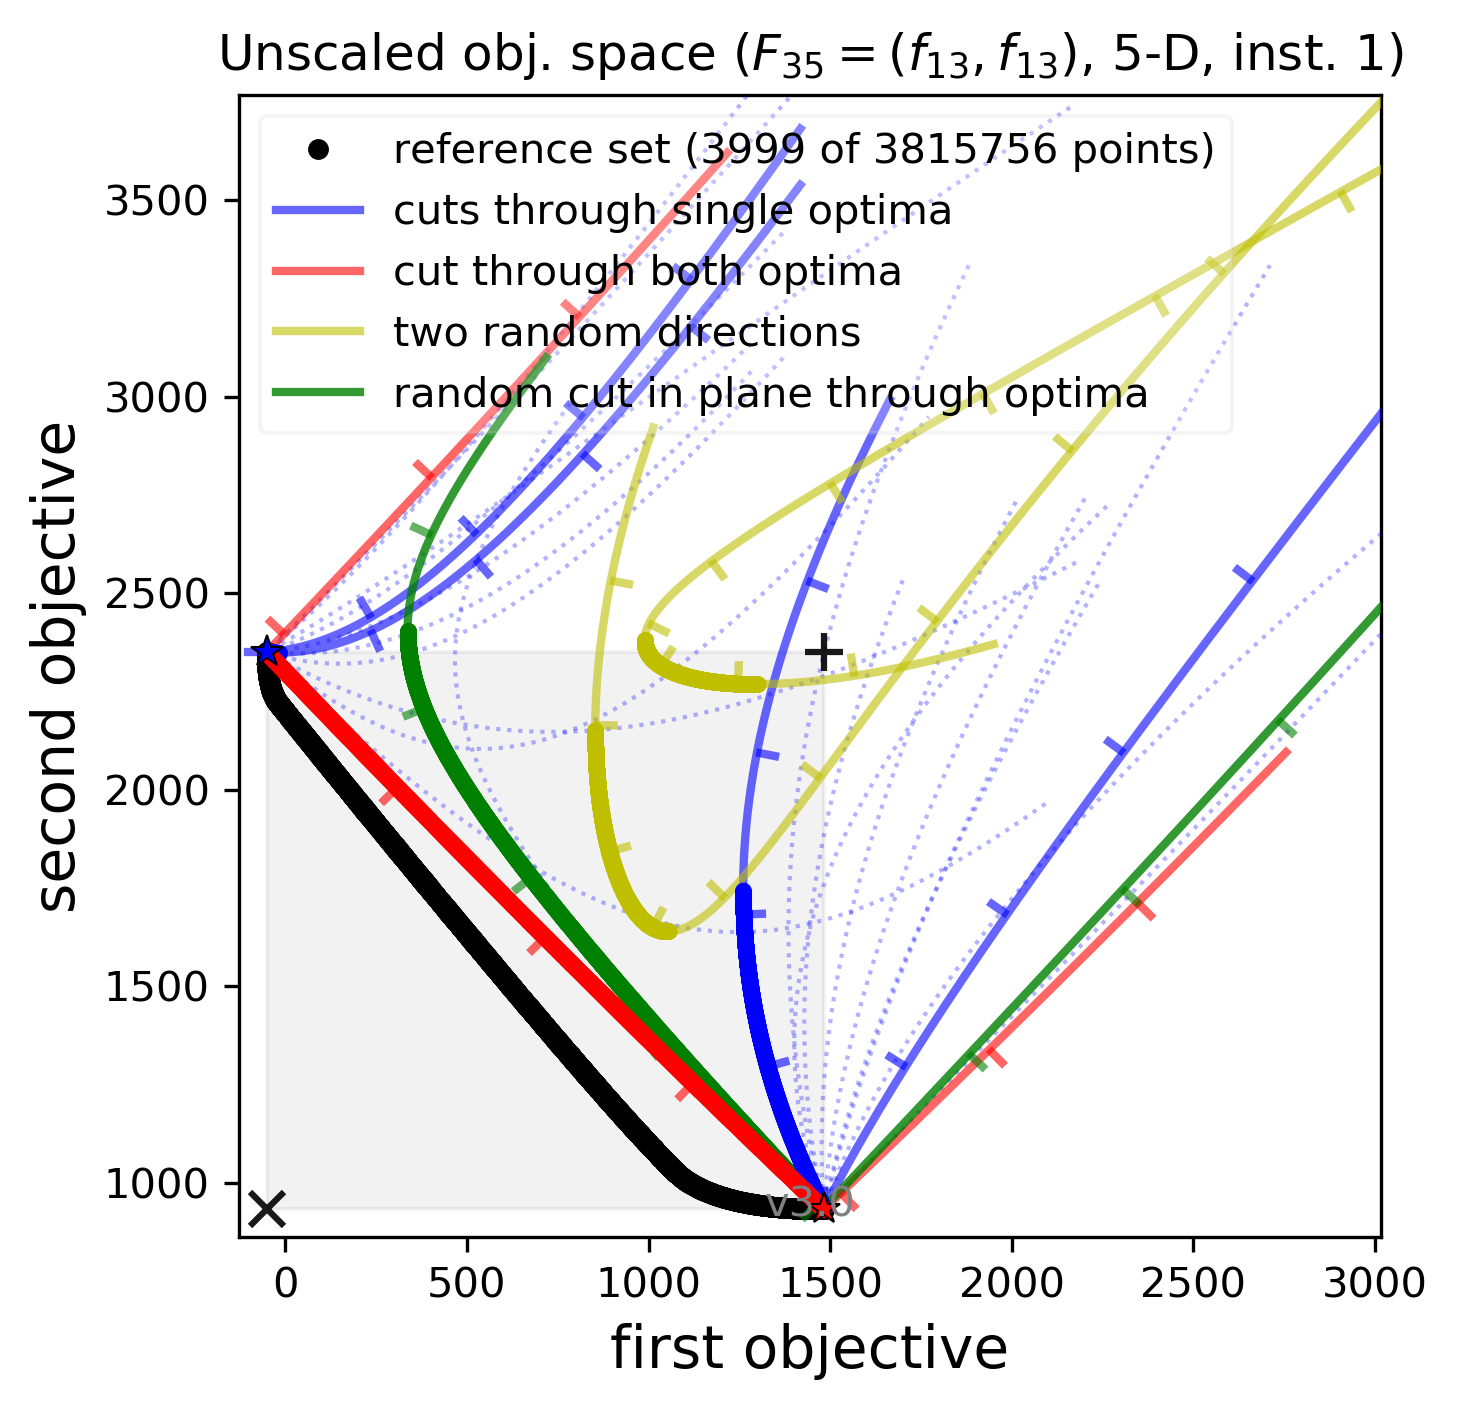 Unscaled obj. space (F₃₅ = (f₁₃, f₁₃), 5-D, inst. 1)
reference set (3999 of 3815756 points)
cuts through single optima
cut through both optima
two random directions
random cut in plane through optima
second objective
3500
3000
2500
2000
1500
1000
v3.0
0 500 1000 1500 2000 2500 3000
first objective